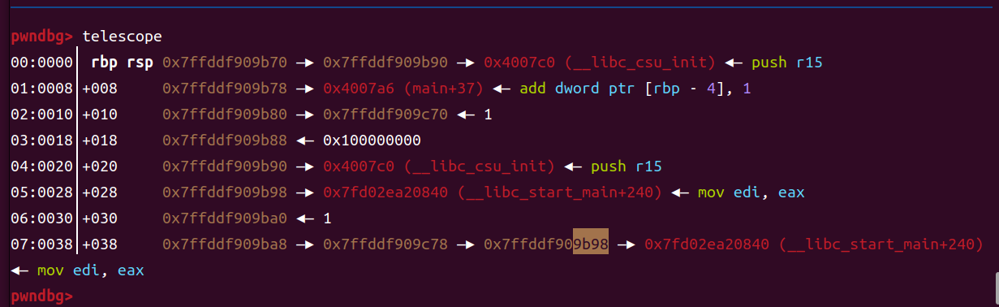 pwndbg> telescope
00:0000│ rbp rsp 0x7ffddf909b70 —▸ 0x7ffddf909b90 —▸ 0x4007c0 (__libc_csu_init) ◂— push r15
01:0008│ +008 0x7ffddf909b78 —▸ 0x4007a6 (main+37) ◂— add dword ptr [rbp - 4], 1
02:0010│ +010 0x7ffddf909b80 —▸ 0x7ffddf909c70 ◂— 1
03:0018│ +018 0x7ffddf909b88 ◂— 0x100000000
04:0020│ +020 0x7ffddf909b90 —▸ 0x4007c0 (__libc_csu_init) ◂— push r15
05:0028│ +028 0x7ffddf909b98 —▸ 0x7fd02ea20840 (__libc_start_main+240) ◂— mov edi, eax
06:0030│ +030 0x7ffddf909ba0 ◂— 1
07:0038│ +038 0x7ffddf909ba8 —▸ 0x7ffddf909c78 —▸ 0x7ffddf909b98 —▸ 0x7fd02ea20840 (__libc_start_main+240)
◂— mov edi, eax
pwndbg>